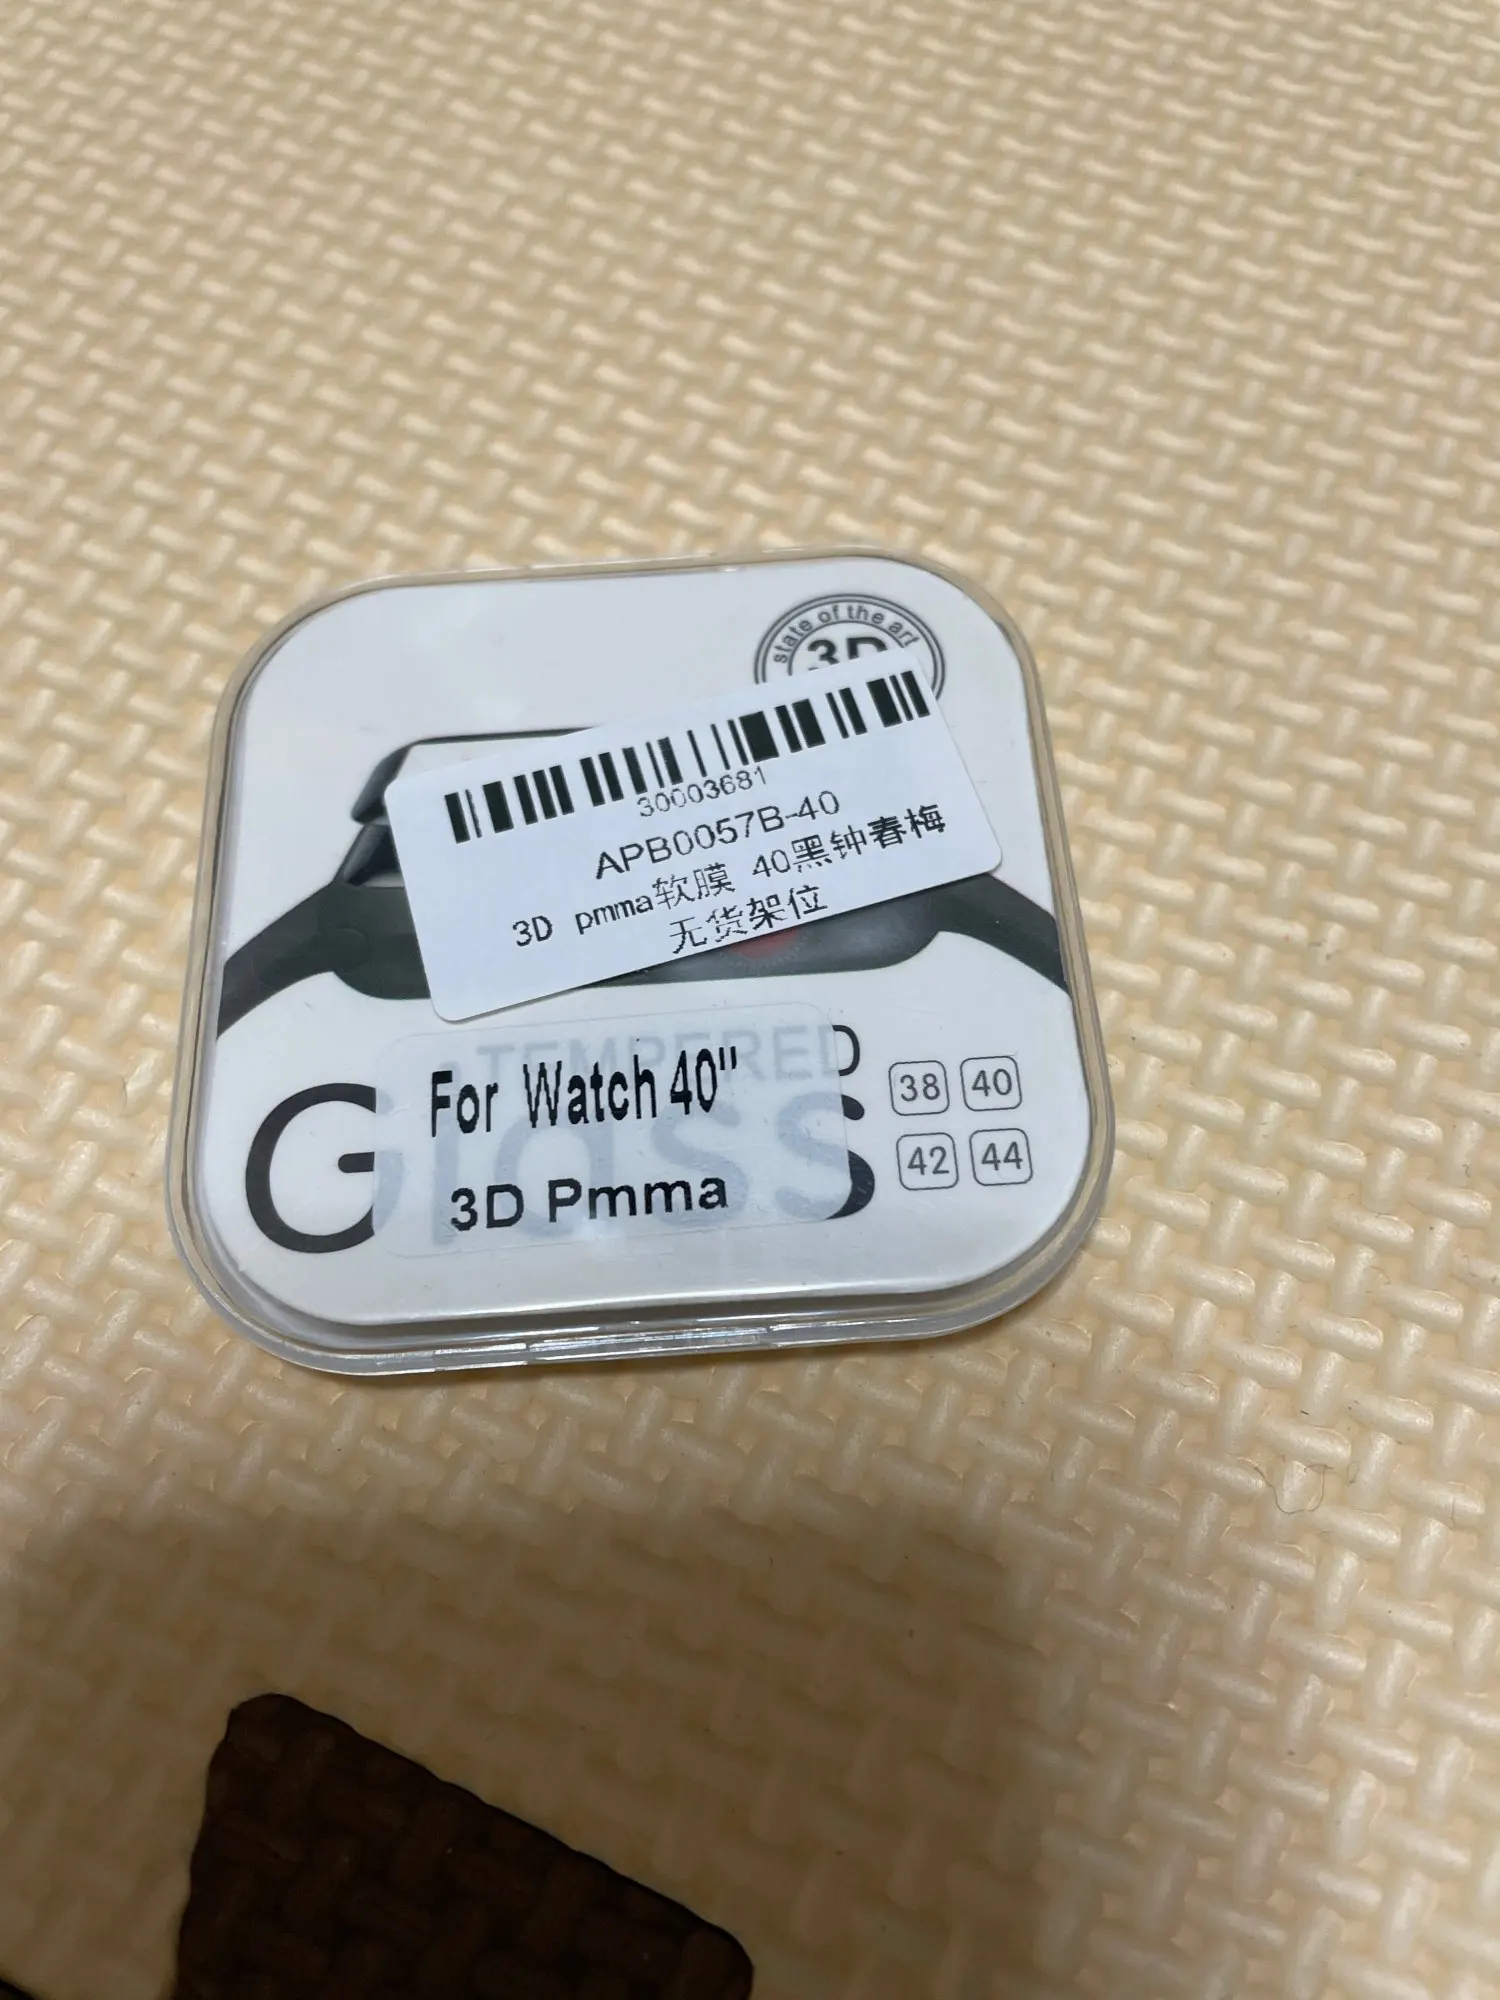 state of the art
3D
30003681
APB0057B-40
3D pmma软膜 40黑钟春梅
无货架位
TEMPERED
Glass
For Watch 40"
3D Pmma
38 40
42 44